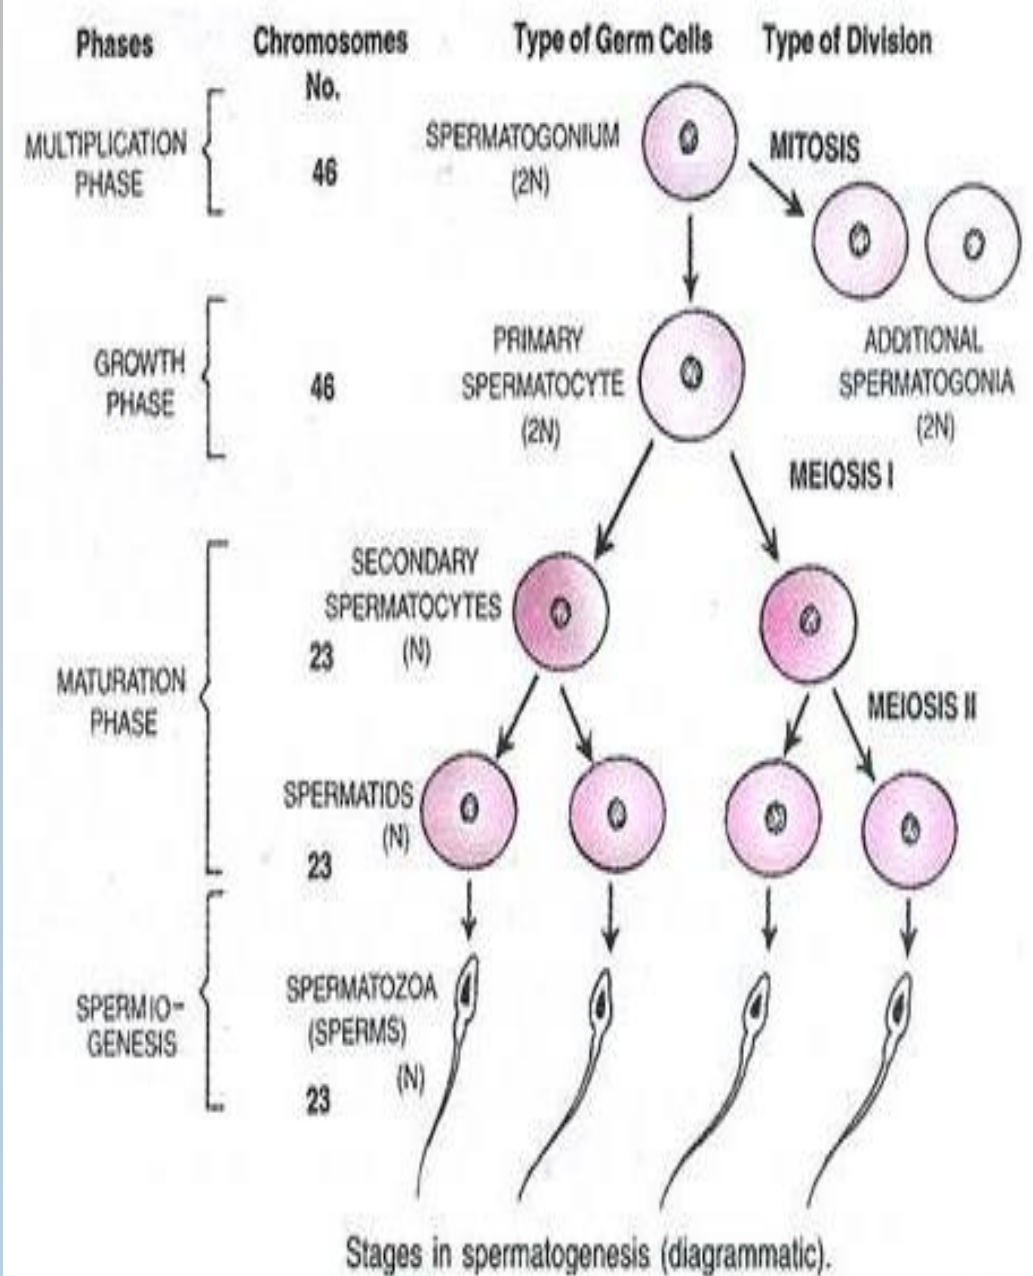 Phases
Chromosomes
No.
Type of Germ Cells
Type of Division
MULTIPLICATION
PHASE
46
SPERMATOGONIUM
(2N)
MITOSIS
GROWTH
PHASE
46
PRIMARY
SPERMATOCYTE
(2N)
ADDITIONAL
SPERMATOGONIA
(2N)
MEIOSIS I
MATURATION
PHASE
SECONDARY
SPERMATOCYTES
(N)
23
MEIOSIS II
SPERMATIDS
(N)
23
SPERMIO-
GENESIS
SPERMATOZOA
(SPERMS)
(N)
23
Stages in spermatogenesis (diagrammatic).